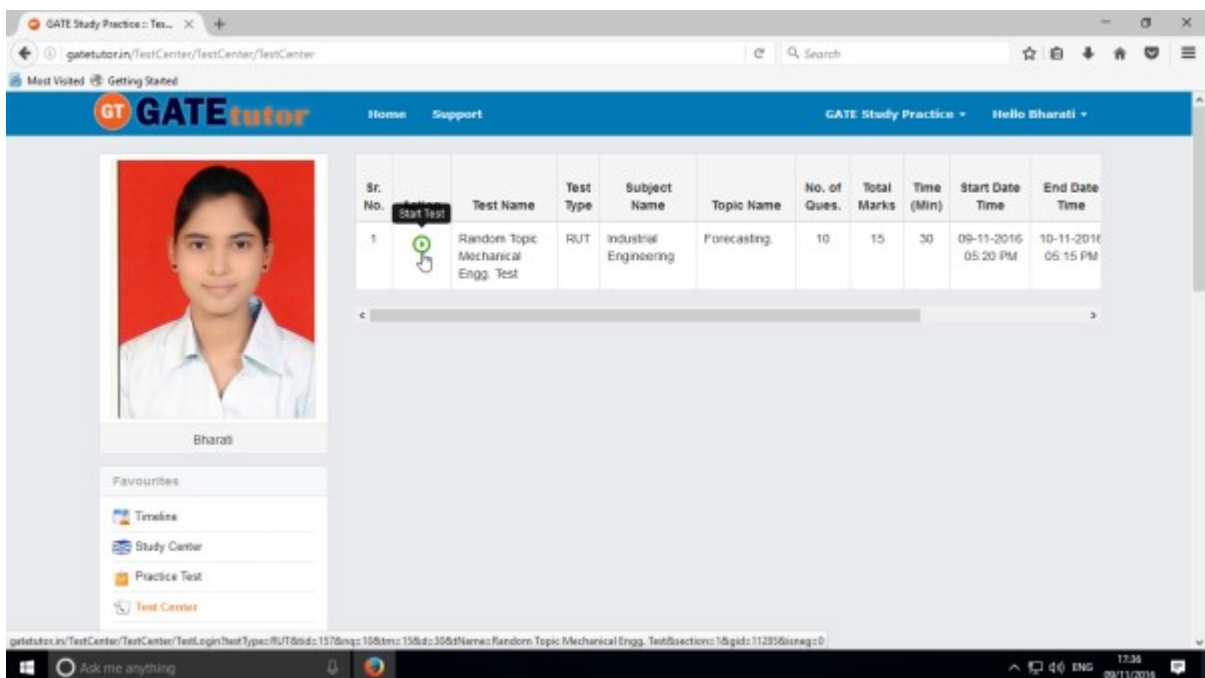 GATE Study Practice :: Tes...
gatetutor.in/TestCenter/TestCenter/TestCenter
Search
Most Visited Getting Started
GT GATEtutor Home Support GATE Study Practice Hello Bharati
Sr. No. Test Name Test Type Subject Name Topic Name No. of Ques. Total Marks Time (Min) Start Date Time End Date Time
Start Test
1 Random Topic Mechanical Engg. Test RUT Industrial Engineering Forecasting. 10 15 30 09-11-2016 05:20 PM 10-11-2016 05:15 PM
Bharati
Favourites
Timeline
Study Center
Practice Test
Test Center
gatetutor.in/TestCenter/TestCenter/TestLogin?testType=RUT&tid=157&nq=10&tm=15&d=30&tName=Random Topic Mechanical Engg. Test&section=1&gid=11285&isneg=0
Ask me anything
ENG 17:36
09/11/2016